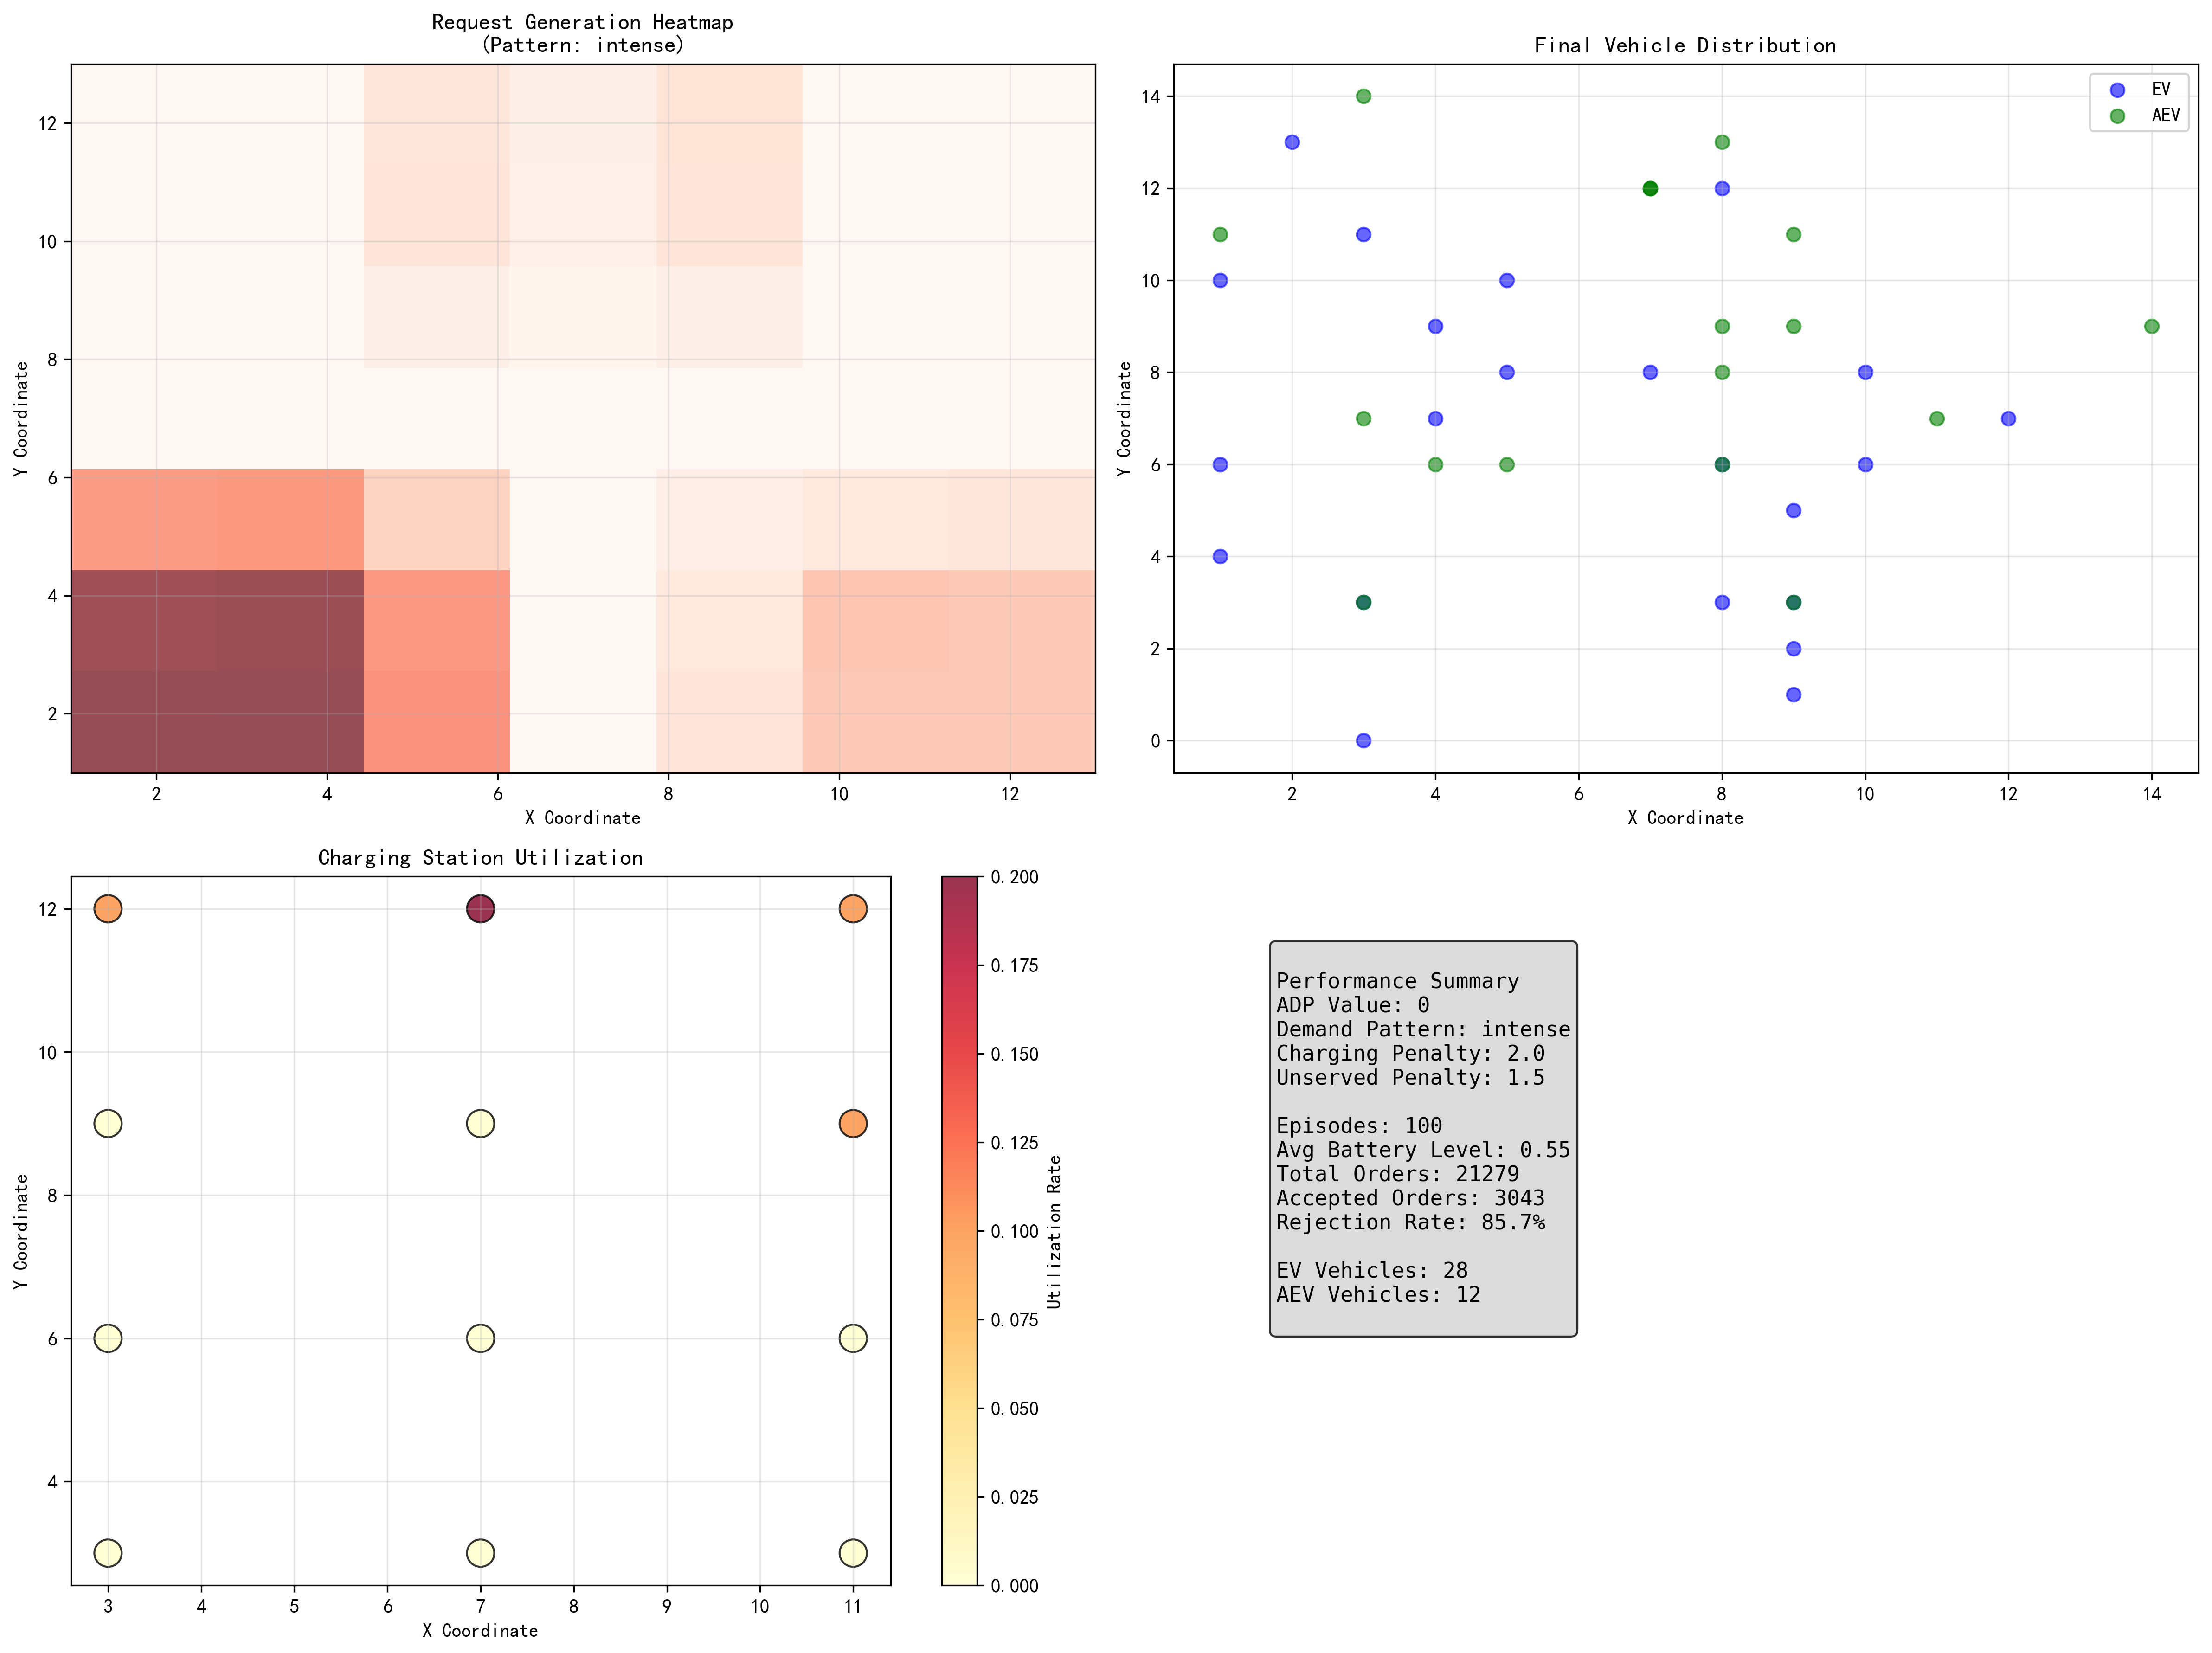 Request Generation Heatmap
(Pattern: intense)
12
10
8
6
4
2
Y Coordinate
2
4
6
8
10
12
X Coordinate
Final Vehicle Distribution
EV
AEV
14
12
10
8
6
4
2
0
Y Coordinate
2
4
6
8
10
12
14
X Coordinate
Charging Station Utilization
12
10
8
6
4
Y Coordinate
3
4
5
6
7
8
9
10
11
X Coordinate
0.200
0.175
0.150
0.125
0.100
0.075
0.050
0.025
0.000
Utilization Rate
Performance Summary
ADP Value: 0
Demand Pattern: intense
Charging Penalty: 2.0
Unserved Penalty: 1.5
Episodes: 100
Avg Battery Level: 0.55
Total Orders: 21279
Accepted Orders: 3043
Rejection Rate: 85.7%
EV Vehicles: 28
AEV Vehicles: 12